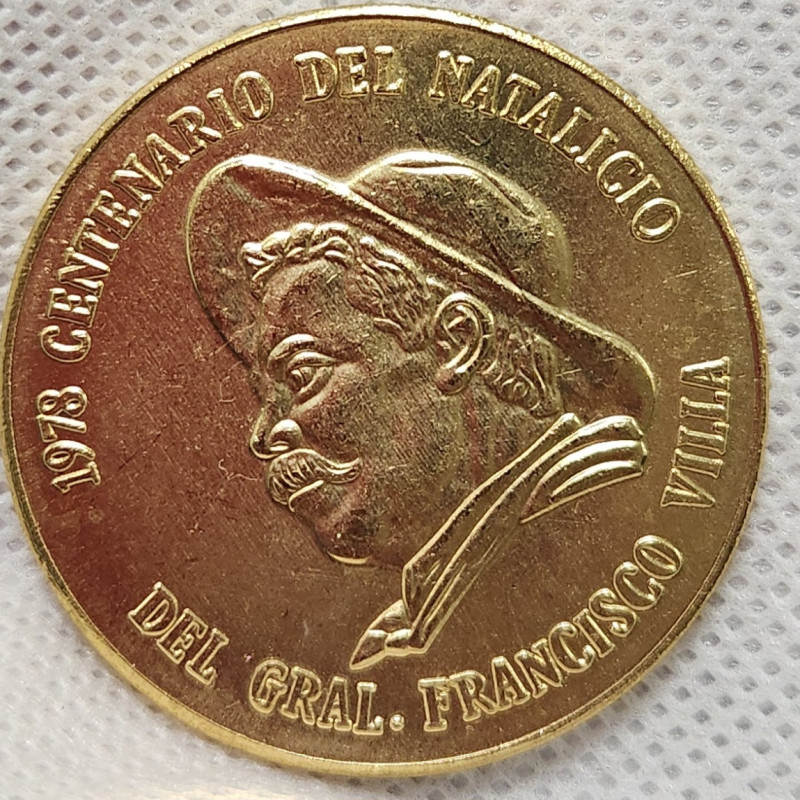 1978 CENTENARIO DEL NATALICIO
DEL GRAL. FRANCISCO VILLA